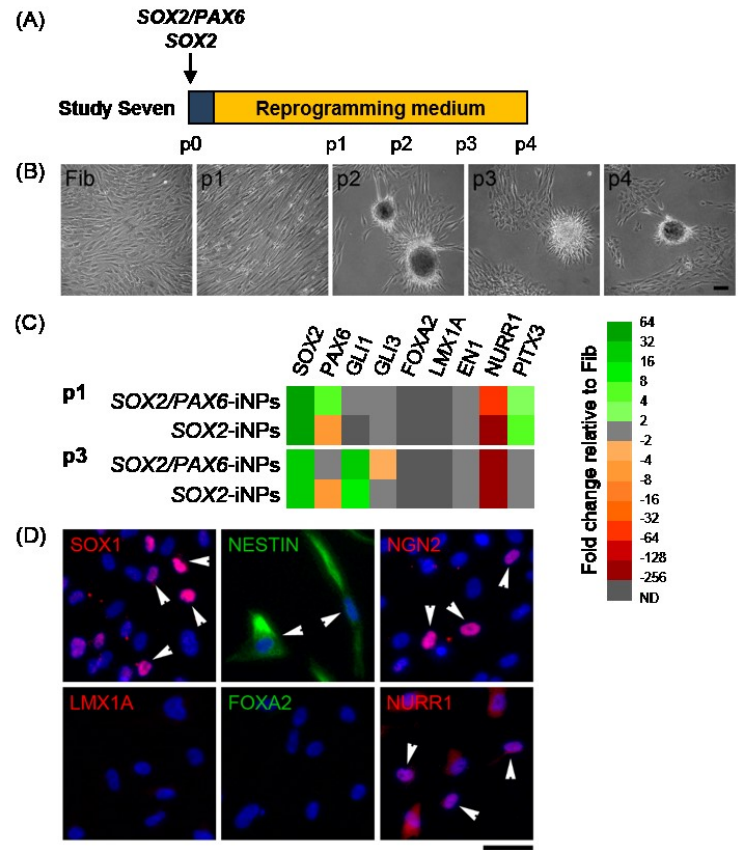 (A)
SOX2/PAX6
SOX2
Study Seven
Reprogramming medium
p0 p1 p2 p3 p4
(B)
Fib p1 p2 p3 p4
(C)
SOX2 PAX6 GLI1 GLI3 FOXA2 LMX1A EN1 NURR1 PITX3
p1
SOX2/PAX6-iNPs
SOX2-iNPs
p3
SOX2/PAX6-iNPs
SOX2-iNPs
Fold change relative to Fib
64
32
16
8
4
2
-2
-4
-8
-16
-32
-64
-128
-256
ND
(D)
SOX1 NESTIN NGN2
LMX1A FOXA2 NURR1